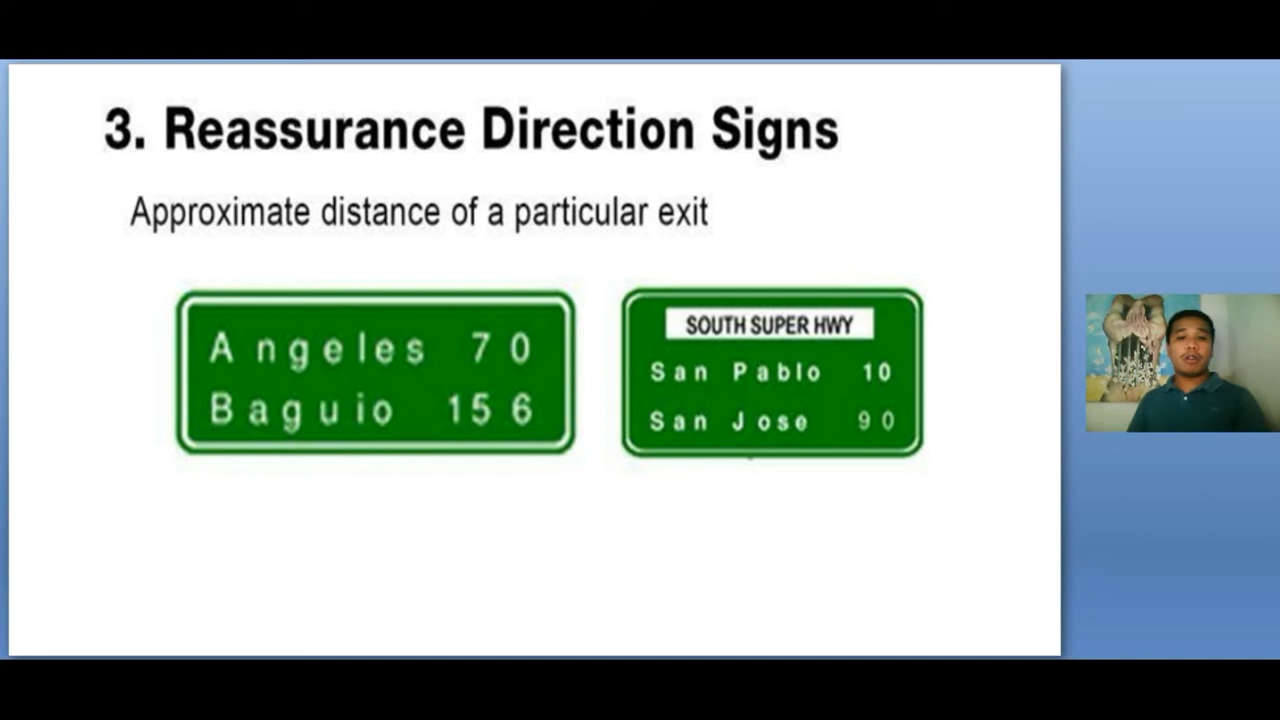 3. Reassurance Direction Signs
Approximate distance of a particular exit
Angeles 70
Baguio 156
SOUTH SUPER HWY
San Pablo 10
San Jose 90